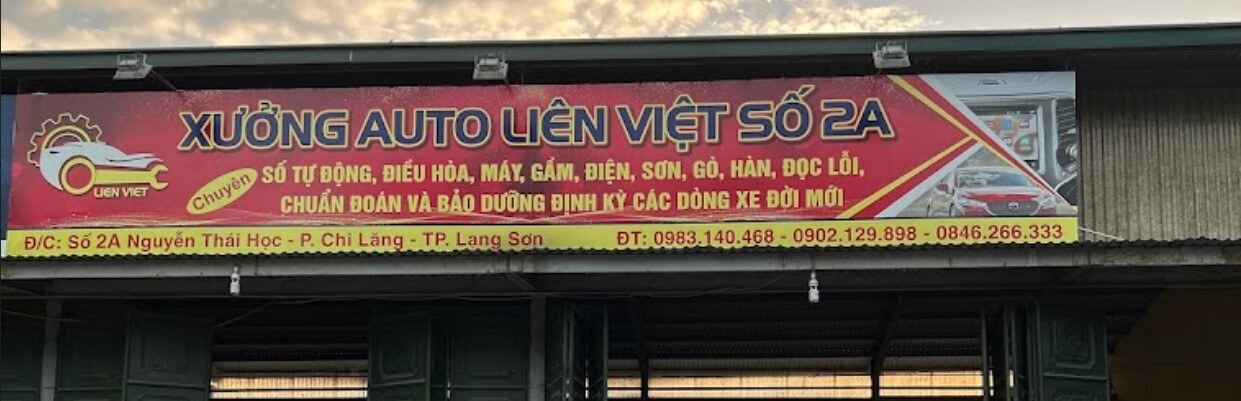 XƯỞNG AUTO LIÊN VIỆT SỐ 2A
LIEN VIET
Chuyên
SỐ TỰ ĐỘNG, ĐIỀU HÒA, MÁY, GẦM, ĐIỆN, SƠN, GÒ, HÀN, ĐỌC LỖI,
CHUẨN ĐOÁN VÀ BẢO DƯỠNG ĐỊNH KỲ CÁC DÒNG XE ĐỜI MỚI
Đ/C: Số 2A Nguyễn Thái Học - P. Chi Lăng - TP. Lạng Sơn ĐT: 0983.140.468 - 0902.129.898 - 0846.266.333